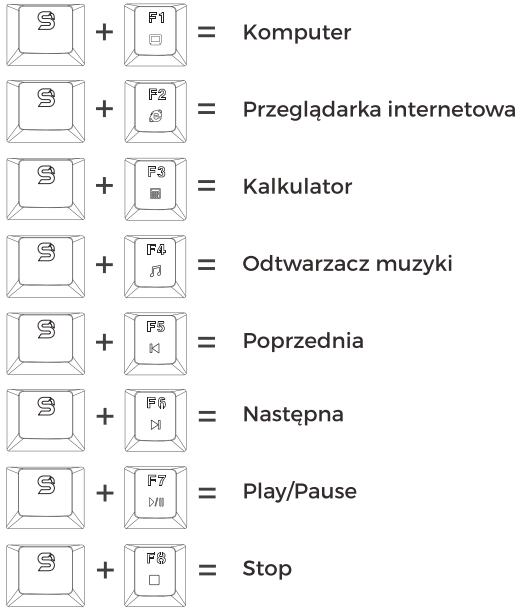 S + F1 = Komputer
S + F2 = Przeglądarka internetowa
S + F3 = Kalkulator
S + F4 = Odtwarzacz muzyki
S + F5 = Poprzednia
S + F6 = Następna
S + F7 = Play/Pause
S + F8 = Stop